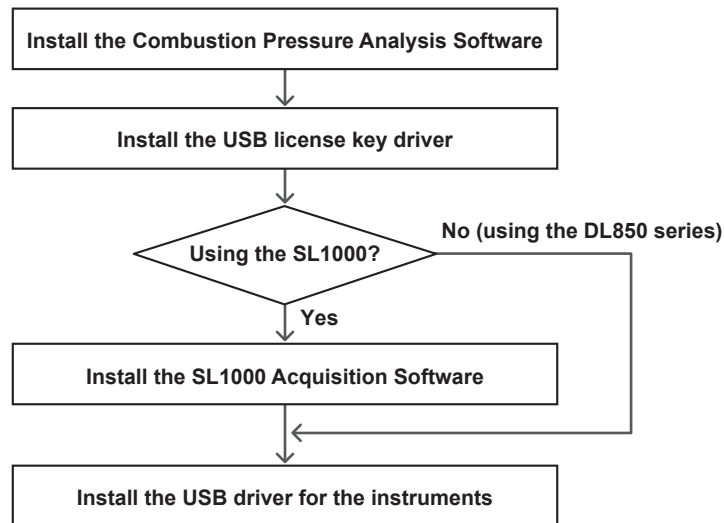 Install the Combustion Pressure Analysis Software
Install the USB license key driver
No (using the DL850 series)
Using the SL1000?
Yes
Install the SL1000 Acquisition Software
Install the USB driver for the instruments